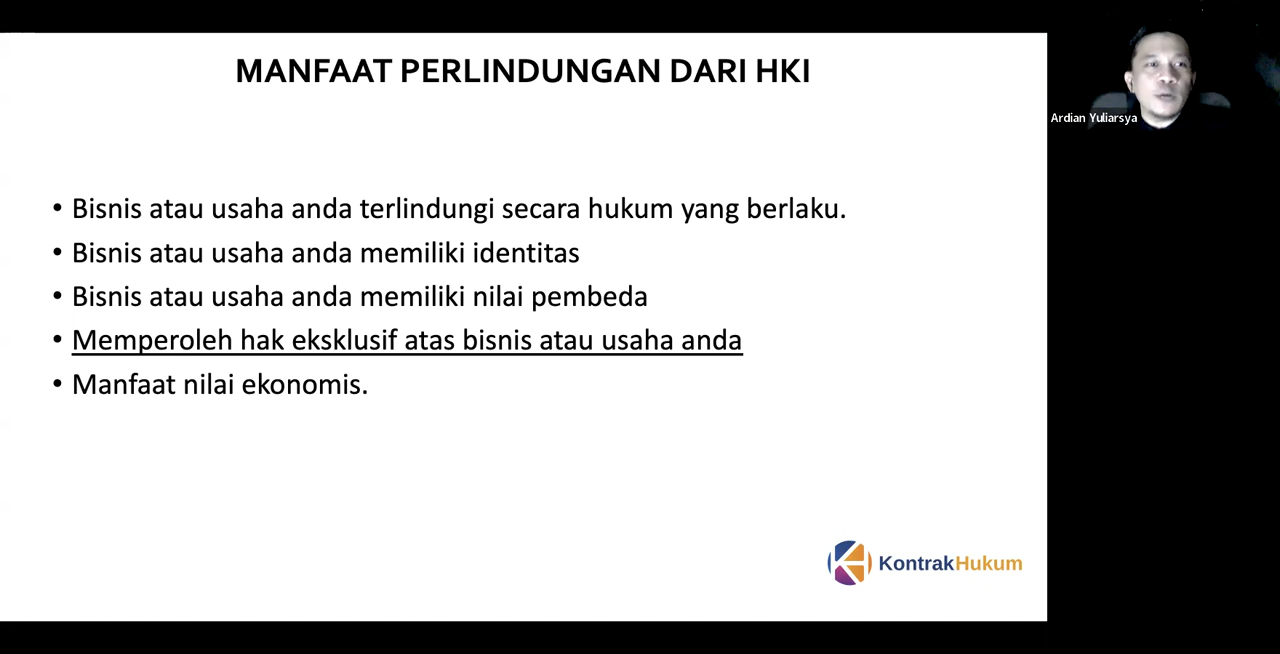 MANFAAT PERLINDUNGAN DARI HKI
Ardian Yuliarsya
• Bisnis atau usaha anda terlindungi secara hukum yang berlaku.
• Bisnis atau usaha anda memiliki identitas
• Bisnis atau usaha anda memiliki nilai pembeda
• Memperoleh hak eksklusif atas bisnis atau usaha anda
• Manfaat nilai ekonomis.
KontrakHukum